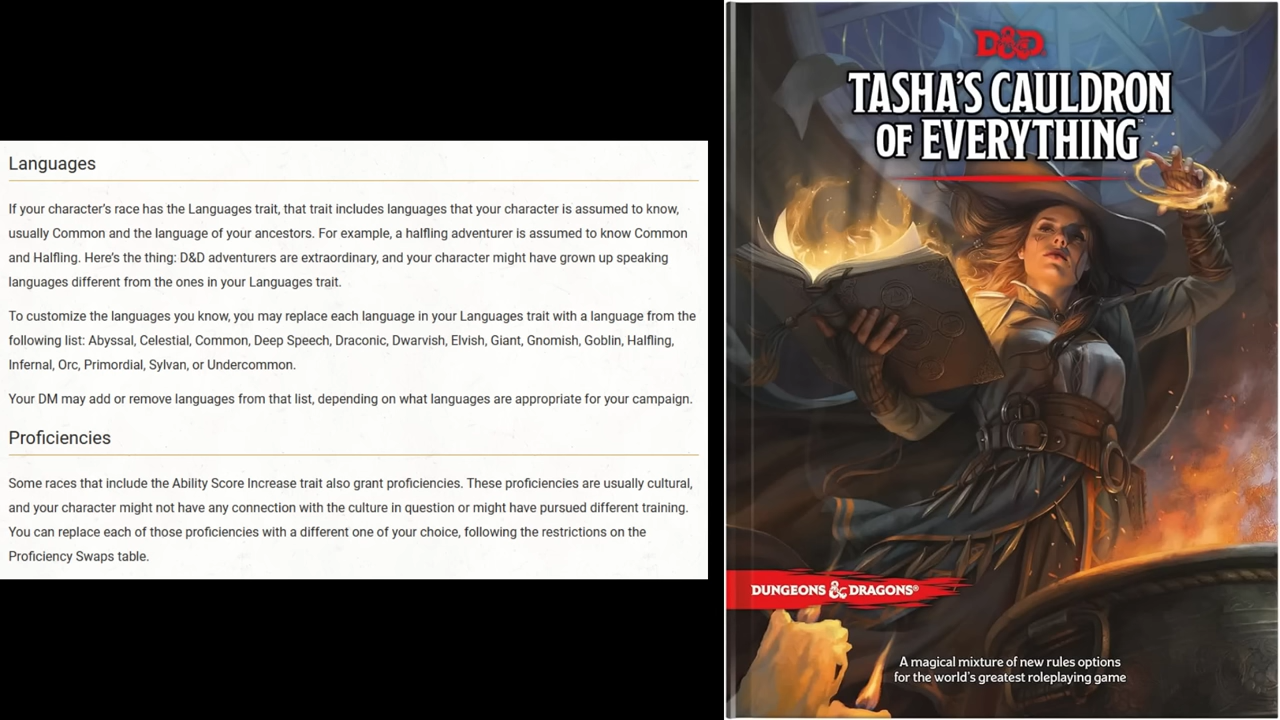 Languages
If your character's race has the Languages trait, that trait includes languages that your character is assumed to know,
usually Common and the language of your ancestors. For example, a halfling adventurer is assumed to know Common
and Halfling. Here's the thing: D&D adventurers are extraordinary, and your character might have grown up speaking
languages different from the ones in your Languages trait.
To customize the languages you know, you may replace each language in your Languages trait with a language from the
following list: Abyssal, Celestial, Common, Deep Speech, Draconic, Dwarvish, Elvish, Giant, Gnomish, Goblin, Halfling,
Infernal, Orc, Primordial, Sylvan, or Undercommon.
Your DM may add or remove languages from that list, depending on what languages are appropriate for your campaign.
Proficiencies
Some races that include the Ability Score Increase trait also grant proficiencies. These proficiencies are usually cultural,
and your character might not have any connection with the culture in question or might have pursued different training.
You can replace each of those proficiencies with a different one of your choice, following the restrictions on the
Proficiency Swaps table.
D&D
TASHA'S CAULDRON
OF EVERYTHING™
DUNGEONS & DRAGONS®
A magical mixture of new rules options
for the world's greatest roleplaying game